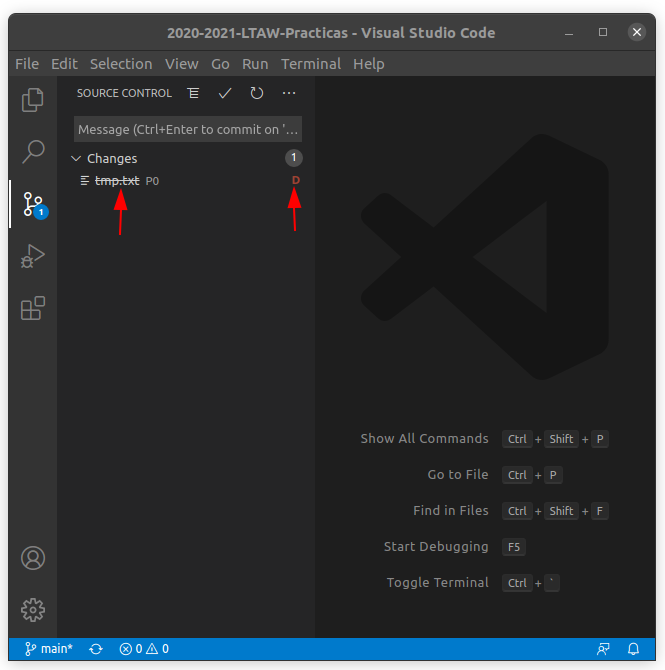 2020-2021-LTAW-Practicas - Visual Studio Code
File Edit Selection View Go Run Terminal Help
SOURCE CONTROL
Message (Ctrl+Enter to commit on '...
Changes 1
tmp.txt P0 D
1
Show All Commands Ctrl + Shift + P
Go to File Ctrl + P
Find in Files Ctrl + Shift + F
Start Debugging F5
Toggle Terminal Ctrl + `
main* 0 0